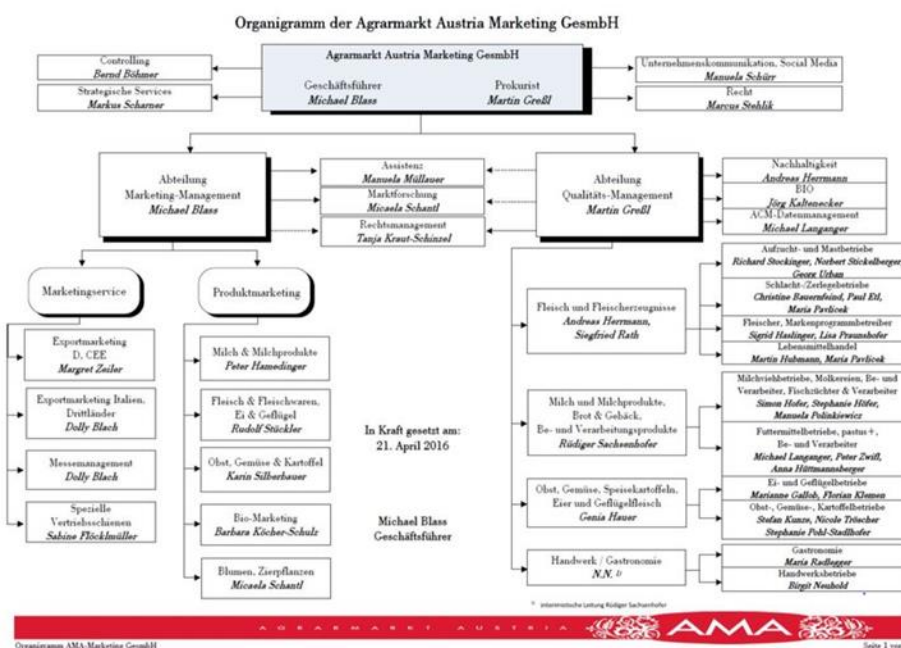 Organigramm der Agrarmarkt Austria Marketing GesmbH
Agrarmarkt Austria Marketing GesmbH
Geschäftsführer
Michael Blass
Prokurist
Martin Greßl
Controlling
Bernd Böhmer
Strategische Services
Markus Scharner
Unternehmenskommunikation, Social Media
Manuela Schürr
Recht
Marcus Stehlik
Abteilung
Marketing-Management
Michael Blass
Assistenz
Manuela Müllauer
Marktforschung
Micaela Schantl
Rechtsmanagement
Tanja Kraut-Schinzel
Abteilung
Qualitäts-Management
Martin Greßl
Nachhaltigkeit
Andreas Herrmann
BIO
Jörg Kaltenecker
ACM-Datenmanagement
Michael Langanger
Marketingservice
Exportmarketing
D, CEE
Margret Zeiler
Exportmarketing Italien,
Drittländer
Dolly Blach
Messemanagement
Dolly Blach
Spezielle
Vertriebsschienen
Sabine Flöcklmüller
Produktmarketing
Milch & Milchprodukte
Peter Hamedinger
Fleisch & Fleischwaren,
Ei & Geflügel
Rudolf Stückler
Obst, Gemüse & Kartoffel
Karin Silberbauer
Bio-Marketing
Barbara Köcher-Schulz
Blumen, Zierpflanzen
Micaela Schantl
In Kraft gesetzt am:
21. April 2016
Michael Blass
Geschäftsführer
Fleisch und Fleischerzeugnisse
Andreas Herrmann,
Siegfried Rath
Aufzucht- und Mastbetriebe
Richard Stockinger, Norbert Stickelberger,
Georg Urban
Schlacht-/Zerlegebetriebe
Christine Bauernfeind, Paul Etl,
Maria Pavlicek
Fleischer, Markenprogrammbetreiber
Sigrid Haslinger, Lisa Praunshofer
Lebensmittelhandel
Martin Hubmann, Maria Pavlicek
Milch und Milchprodukte,
Brot & Gebäck,
Be- und Verarbeitungsprodukte
Rüdiger Sachsenhofer
Milchviehbetriebe, Molkereien, Be- und
Verarbeiter, Fischzüchter & Verarbeiter
Simon Hofer, Stephanie Höfer,
Manuela Polinkiewicz
Futtermittelbetriebe, pastus+,
Be- und Verarbeiter
Michael Langanger, Peter Zwifl,
Anna Hüttmannsberger
Obst, Gemüse, Speisekartoffeln,
Eier und Geflügelfleisch
Genia Hauer
Ei- und Geflügelbetriebe
Marianne Gallob, Florian Klemen
Obst-, Gemüse-, Kartoffelbetriebe
Stefan Kunze, Nicole Tröscher
Stephanie Pohl-Stadlhofer
Handwerk / Gastronomie
N.N. 1)
Gastronomie
Maria Radlegger
Handwerksbetriebe
Birgit Neuhold
1) interimistische Leitung Rüdiger Sachsenhofer
AGRARMARKT AUSTRIA
AMA
Organigramm AMA-Marketing GesmbH
Seite 1 von